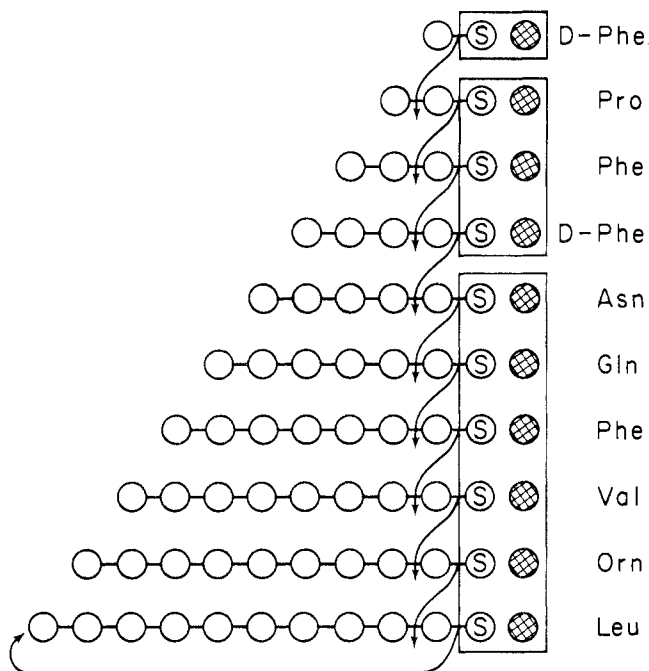 S D-Phe.
S Pro
S Phe
S D-Phe
S Asn
S Gln
S Phe
S Val
S Orn
S Leu